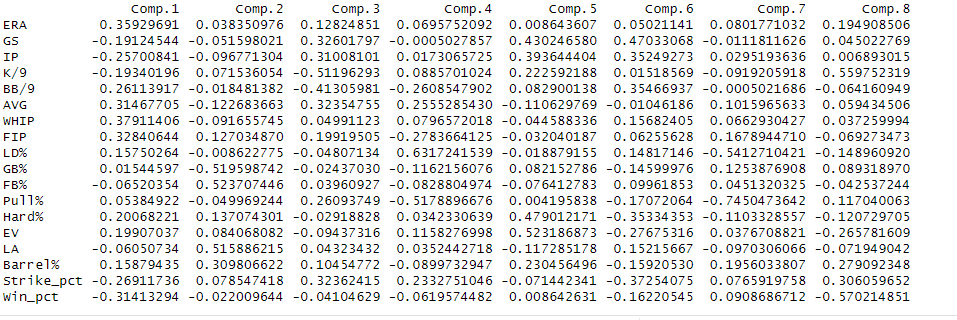 Comp.1 Comp.2 Comp.3 Comp.4 Comp.5 Comp.6 Comp.7 Comp.8
ERA 0.35929691 0.038350976 0.12824851 0.0695752092 0.008643607 0.05021141 0.0801771032 0.194908506
GS -0.19124544 -0.051598021 0.32601797 -0.0005027857 0.430246580 0.47033068 -0.0111811626 0.045022769
IP -0.25700841 -0.096771304 0.31008101 0.0173065725 0.393644404 0.35249273 0.0295193636 0.006893015
K/9 -0.19340196 0.071536054 -0.51196293 0.0885701024 0.222592188 0.01518569 -0.0919205918 0.559752319
BB/9 0.26113917 -0.018481382 -0.41305981 -0.2608547902 0.082900138 0.35466937 -0.0005021686 -0.064160949
AVG 0.31467705 -0.122683663 0.32354755 0.2555285430 -0.110629769 -0.01046186 0.1015965633 0.059434506
WHIP 0.37911406 -0.091655745 0.04991123 0.0796572018 -0.044588336 0.15682405 0.0662930427 0.037259994
FIP 0.32840644 0.127034870 0.19919505 -0.2783664125 -0.032040187 0.06255628 0.1678944710 -0.069273473
LD% 0.15750264 -0.008622775 -0.04807134 0.6317241539 -0.018879155 0.14817146 -0.5412710421 -0.148960920
GB% 0.01544597 -0.519598742 -0.02437030 -0.1162156076 0.082152786 -0.14599976 0.1253876908 0.089318970
FB% -0.06520354 0.523707446 0.03960927 -0.0828804974 -0.076412783 0.09961853 0.0451320325 -0.042537244
Pull% 0.05384922 -0.049969244 0.26093749 -0.5178896676 0.004195838 -0.17072064 -0.7450473642 0.117040063
Hard% 0.20068221 0.137074301 -0.02918828 0.0342330639 0.479012171 -0.35334353 -0.1103328557 -0.120729705
EV 0.19907037 0.084068082 -0.09437316 0.1158276998 0.523186873 -0.27675316 0.0376708821 -0.265781609
LA -0.06050734 0.515886215 0.04323432 0.0352442718 -0.117285178 0.15215667 -0.0970306066 -0.071949042
Barrel% 0.15879435 0.309806622 0.10454772 -0.0899732947 0.230456496 -0.15920530 0.1956033807 0.279092348
Strike_pct -0.26911736 0.078547418 0.32362415 0.2332751046 -0.071442341 -0.37254075 0.0765919758 0.306059652
Win_pct -0.31413294 -0.022009644 -0.04104629 -0.0619574482 0.008642631 -0.16220545 0.0908686712 -0.570214851